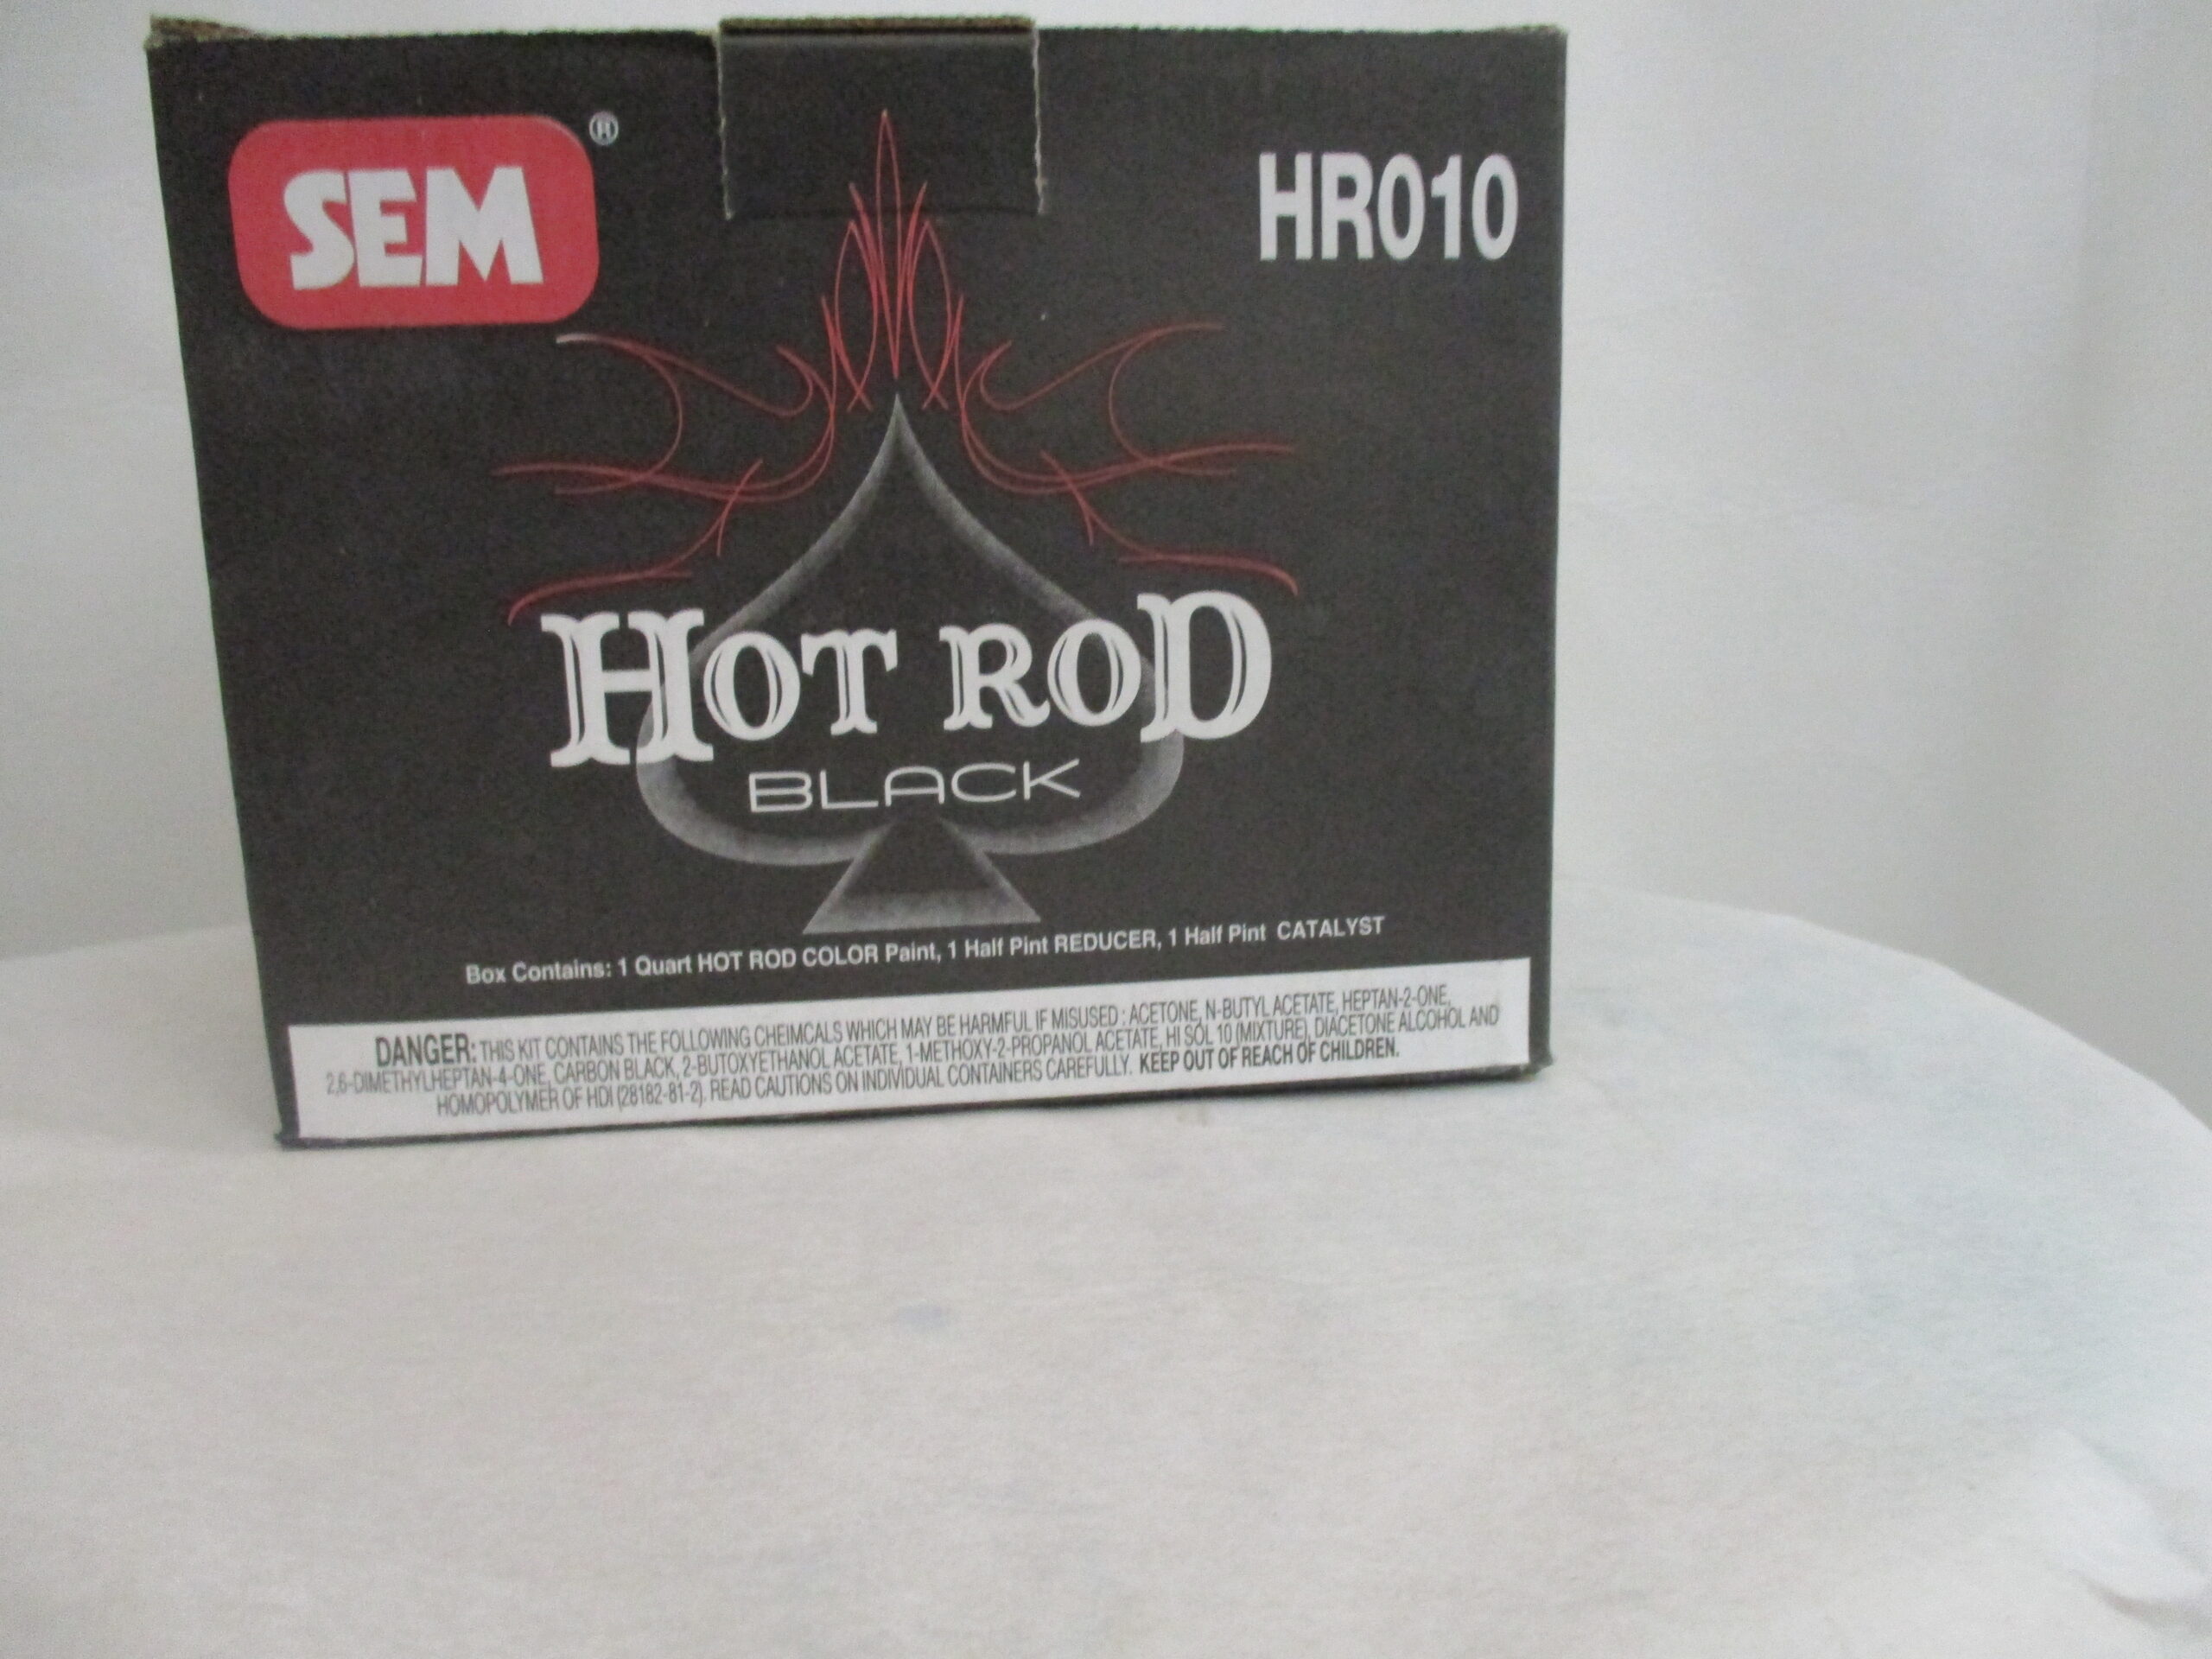 SEM®
HR010
HOT ROD
BLACK
Box Contains: 1 Quart HOT ROD COLOR Paint, 1 Half Pint REDUCER, 1 Half Pint CATALYST
DANGER: THIS KIT CONTAINS THE FOLLOWING CHEIMCALS WHICH MAY BE HARMFUL IF MISUSED : ACETONE, N-BUTYL ACETATE, HEPTAN-2-ONE,
2,6-DIMETHYLHEPTAN-4-ONE, CARBON BLACK, 2-BUTOXYETHANOL ACETATE, 1-METHOXY-2-PROPANOL ACETATE, HI SOL 10 (MIXTURE), DIACETONE ALCOHOL AND
HOMOPOLYMER OF HDI (28182-81-2). READ CAUTIONS ON INDIVIDUAL CONTAINERS CAREFULLY. KEEP OUT OF REACH OF CHILDREN.